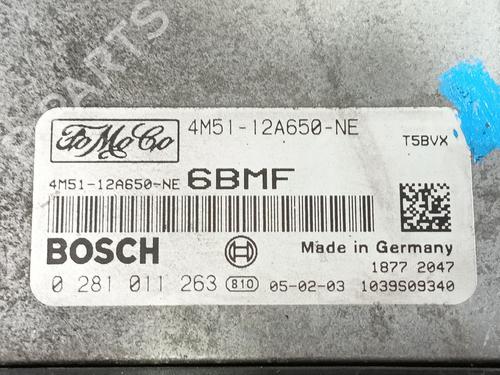 FoMoCo 4M51-12A650-NE
T5BVX
4M51-12A650-NE 6BMF
BOSCH
Made in Germany
1877 2047
0 281 011 263 810 05-02-03 1039S09340